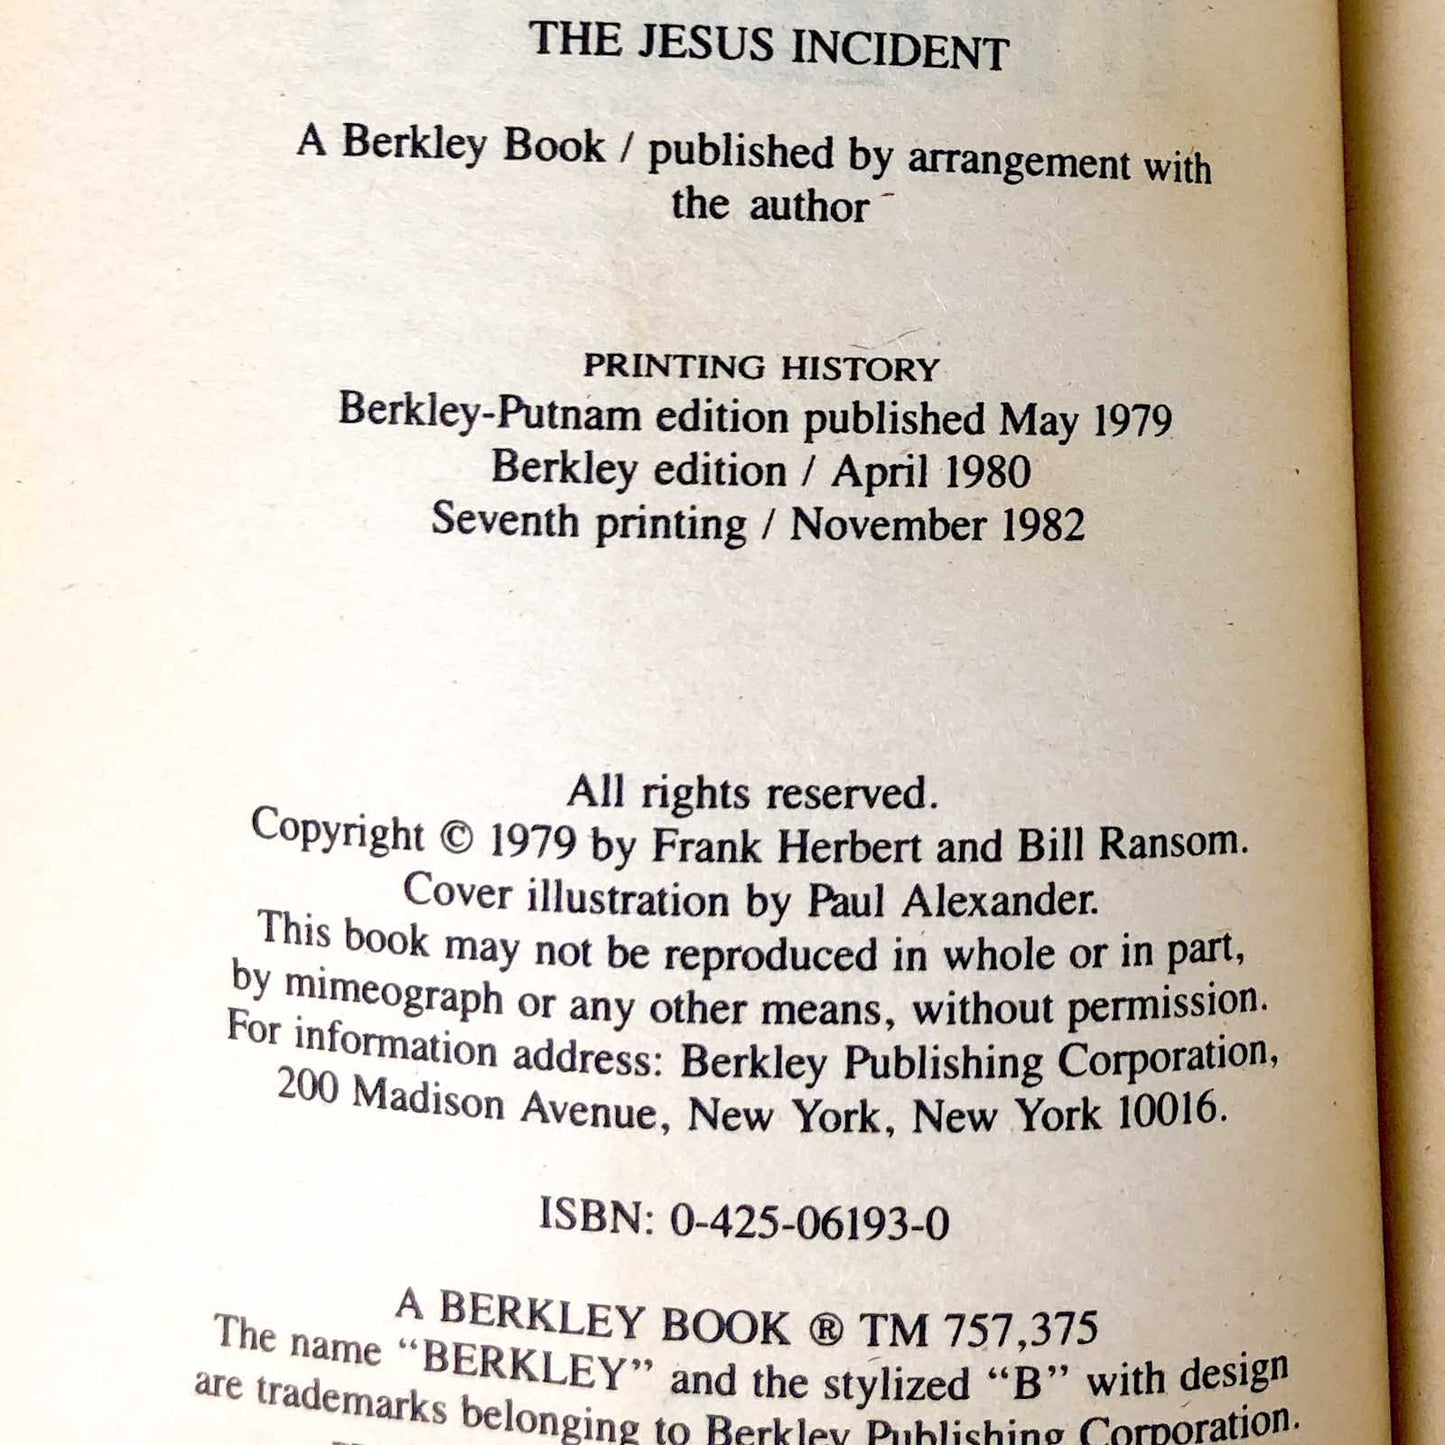 THE JESUS INCIDENT
A Berkley Book / published by arrangement with
the author
PRINTING HISTORY
Berkley-Putnam edition published May 1979
Berkley edition / April 1980
Seventh printing / November 1982
All rights reserved.
Copyright © 1979 by Frank Herbert and Bill Ransom.
Cover illustration by Paul Alexander.
This book may not be reproduced in whole or in part,
by mimeograph or any other means, without permission.
For information address: Berkley Publishing Corporation,
200 Madison Avenue, New York, New York 10016.
ISBN: 0-425-06193-0
A BERKLEY BOOK ® TM 757,375
The name “BERKLEY” and the stylized “B” with design
are trademarks belonging to Berkley Publishing Corporation.